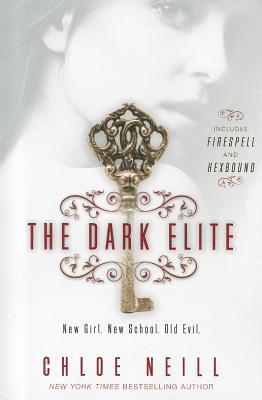 INCLUDES
FIRESPELL
AND
HEXBOUND
THE DARK ELITE
New Girl. New School. Old Evil.
CHLOE NEILL
NEW YORK TIMES BESTSELLING AUTHOR